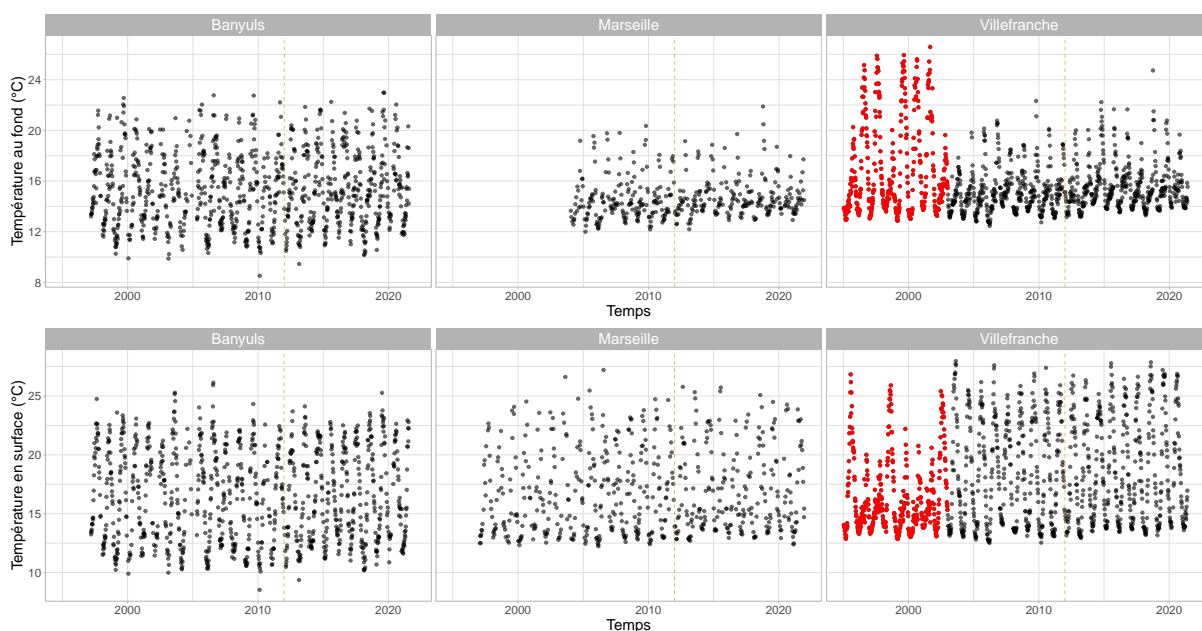 Banyuls Marseille Villefranche
Température au fond (°C)
24
20
16
12
8
2000 2010 2020 2000 2010 2020 2000 2010 2020
Temps Temps
Banyuls Marseille Villefranche
Température en surface (°C)
25
20
15
10
2000 2010 2020 2000 2010 2020 2000 2010 2020
Temps